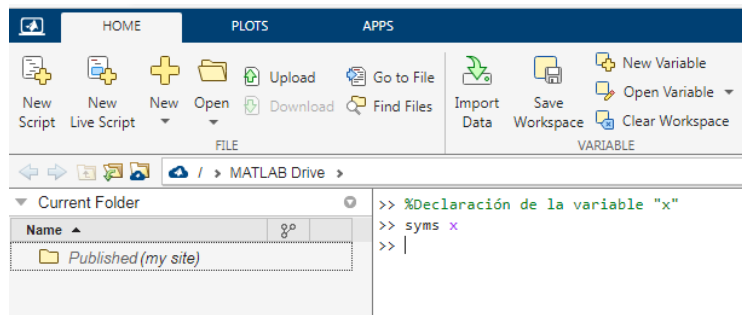 HOME PLOTS APPS
New Script
New Live Script
New
Open
Upload
Download
Go to File
Find Files
FILE
Import Data
Save Workspace
New Variable
Open Variable
Clear Workspace
VARIABLE
/ > MATLAB Drive >
Current Folder
Name
Published (my site)
>> %Declaración de la variable "x"
>> syms x
>>